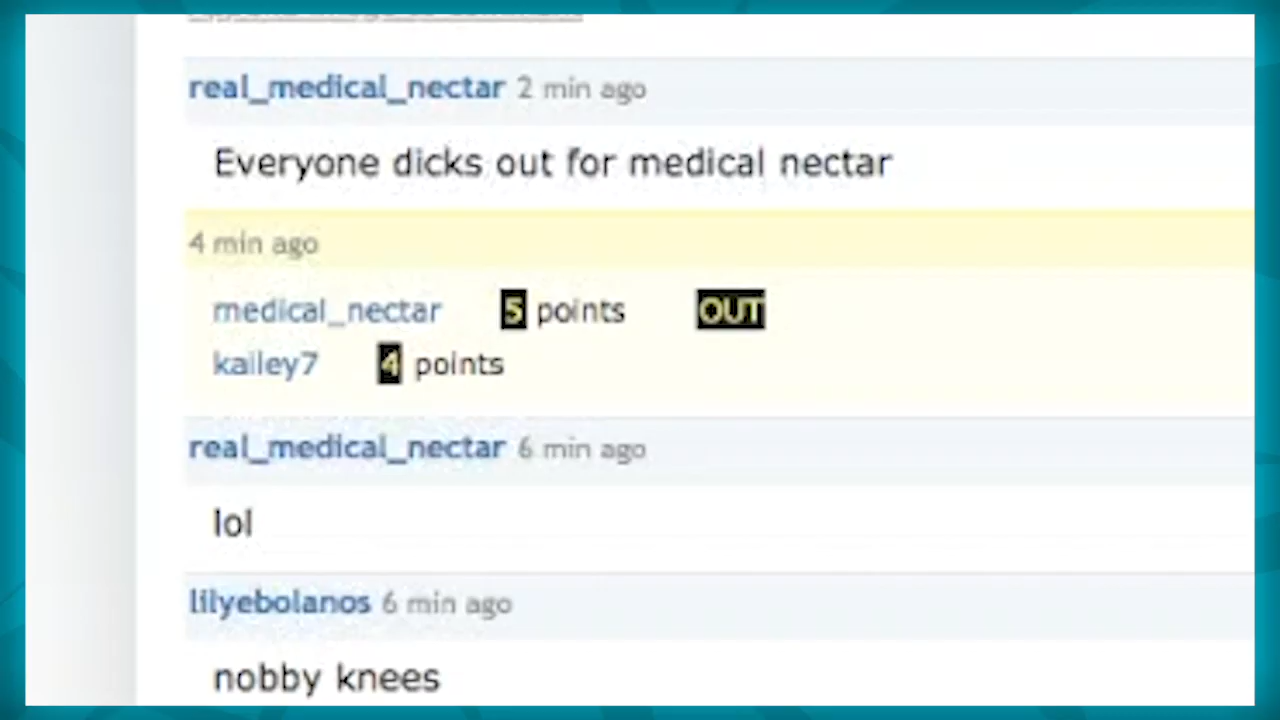 real_medical_nectar 2 min ago
Everyone dicks out for medical nectar
4 min ago
medical_nectar 5 points OUT
kailey7 4 points
real_medical_nectar 6 min ago
lol
lilyebolanos 6 min ago
nobby knees